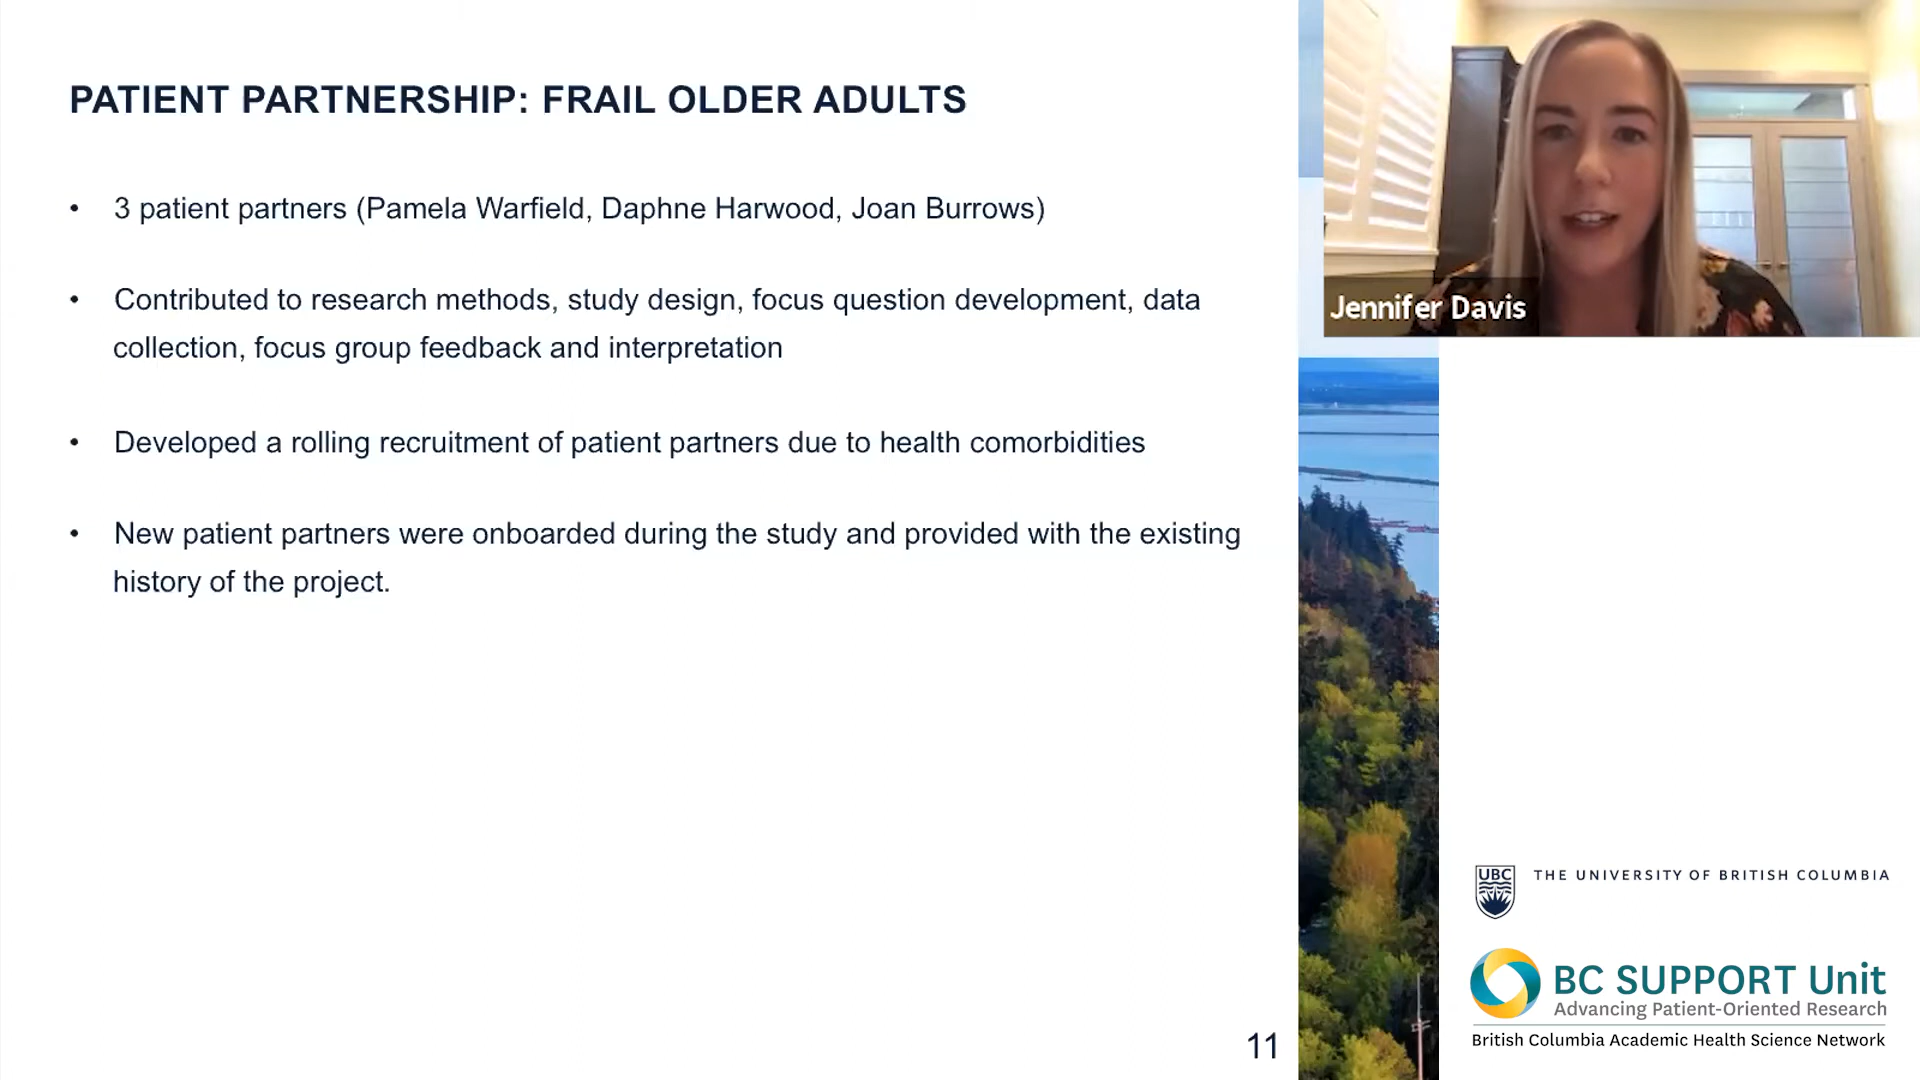 PATIENT PARTNERSHIP: FRAIL OLDER ADULTS
• 3 patient partners (Pamela Warfield, Daphne Harwood, Joan Burrows)
• Contributed to research methods, study design, focus question development, data
collection, focus group feedback and interpretation
• Developed a rolling recruitment of patient partners due to health comorbidities
• New patient partners were onboarded during the study and provided with the existing
history of the project.
11
Jennifer Davis
UBC
THE UNIVERSITY OF BRITISH COLUMBIA
BC SUPPORT Unit
Advancing Patient-Oriented Research
British Columbia Academic Health Science Network